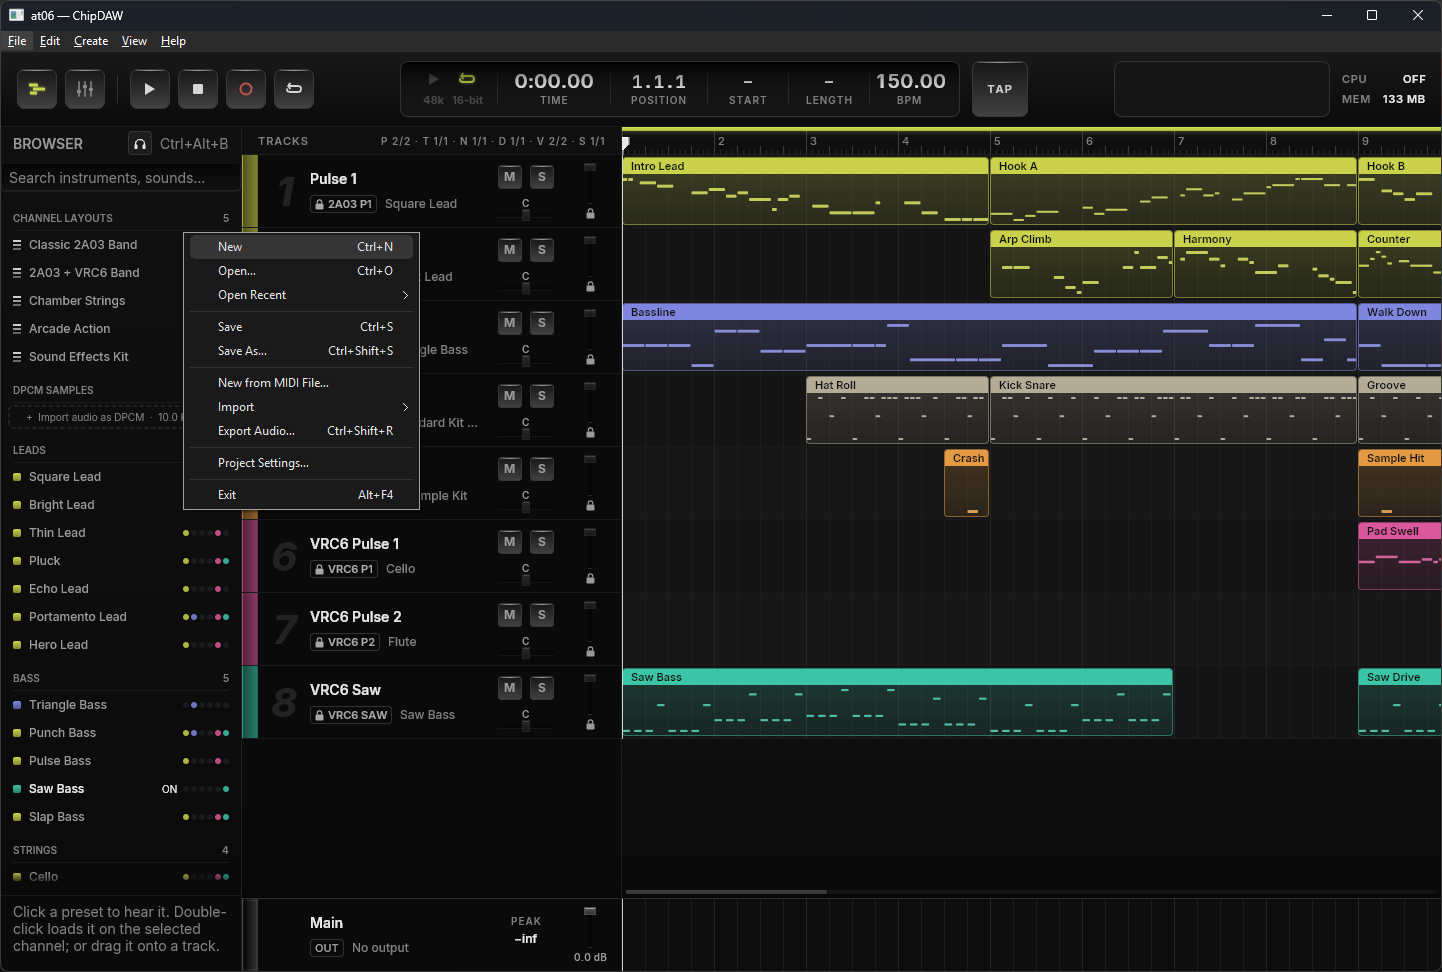 at06 — ChipDAW
File Edit Create View Help
48k 16-bit
0:00.00 TIME
1.1.1 POSITION
– START
– LENGTH
150.00 BPM
TAP
CPU OFF
MEM 133 MB
BROWSER Ctrl+Alt+B
Search instruments, sounds...
CHANNEL LAYOUTS 5
Classic 2A03 Band
2A03 + VRC6 Band
Chamber Strings
Arcade Action
Sound Effects Kit
DPCM SAMPLES
+ Import audio as DPCM · 10.0
LEADS
Square Lead
Bright Lead
Thin Lead
Pluck
Echo Lead
Portamento Lead
Hero Lead
BASS 5
Triangle Bass
Punch Bass
Pulse Bass
Saw Bass ON
Slap Bass
STRINGS 4
Cello
Click a preset to hear it. Double-
click loads it on the selected
channel; or drag it onto a track.
New Ctrl+N
Open... Ctrl+O
Open Recent
Save Ctrl+S
Save As... Ctrl+Shift+S
New from MIDI File...
Import
Export Audio... Ctrl+Shift+R
Project Settings...
Exit Alt+F4
TRACKS P 2/2 · T 1/1 · N 1/1 · D 1/1 · V 2/2 · S 1/1
1 Pulse 1 M S
2A03 P1 Square Lead C
M S
Lead C
M S
gle Bass C
M S
dard Kit ... C
M S
mple Kit C
6 VRC6 Pulse 1 M S
VRC6 P1 Cello C
7 VRC6 Pulse 2 M S
VRC6 P2 Flute C
8 VRC6 Saw M S
VRC6 SAW Saw Bass C
2 3 4 5 6 7 8 9
Intro Lead Hook A Hook B
Arp Climb Harmony Counter
Bassline Walk Down
Hat Roll Kick Snare Groove
Crash Sample Hit
Pad Swell
Saw Bass Saw Drive
Main PEAK
–inf
OUT No output
0.0 dB